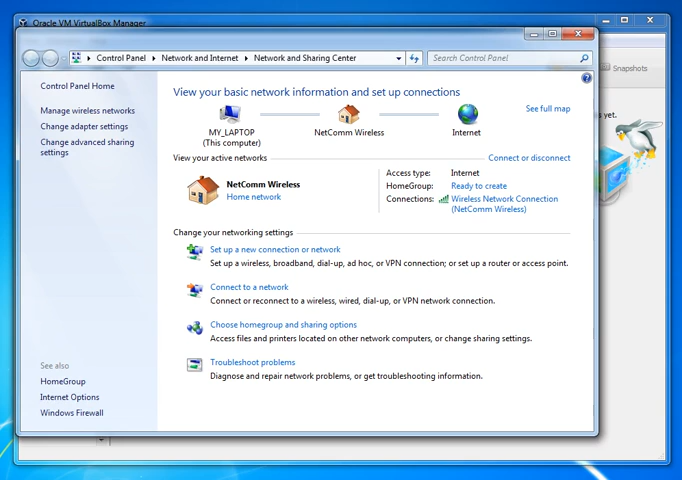 Oracle VM VirtualBox Manager
Control Panel
Network and Internet
Network and Sharing Center
Search Control Panel
Snapshots
Control Panel Home
Manage wireless networks
Change adapter settings
Change advanced sharing
settings
View your basic network information and set up connections
See full map
MY_LAPTOP
(This computer)
NetComm Wireless
Internet
View your active networks
Connect or disconnect
NetComm Wireless
Home network
Access type: Internet
HomeGroup: Ready to create
Connections: Wireless Network Connection
(NetComm Wireless)
Change your networking settings
Set up a new connection or network
Set up a wireless, broadband, dial-up, ad hoc, or VPN connection; or set up a router or access point.
Connect to a network
Connect or reconnect to a wireless, wired, dial-up, or VPN network connection.
Choose homegroup and sharing options
Access files and printers located on other network computers, or change sharing settings.
Troubleshoot problems
Diagnose and repair network problems, or get troubleshooting information.
See also
HomeGroup
Internet Options
Windows Firewall
yet.